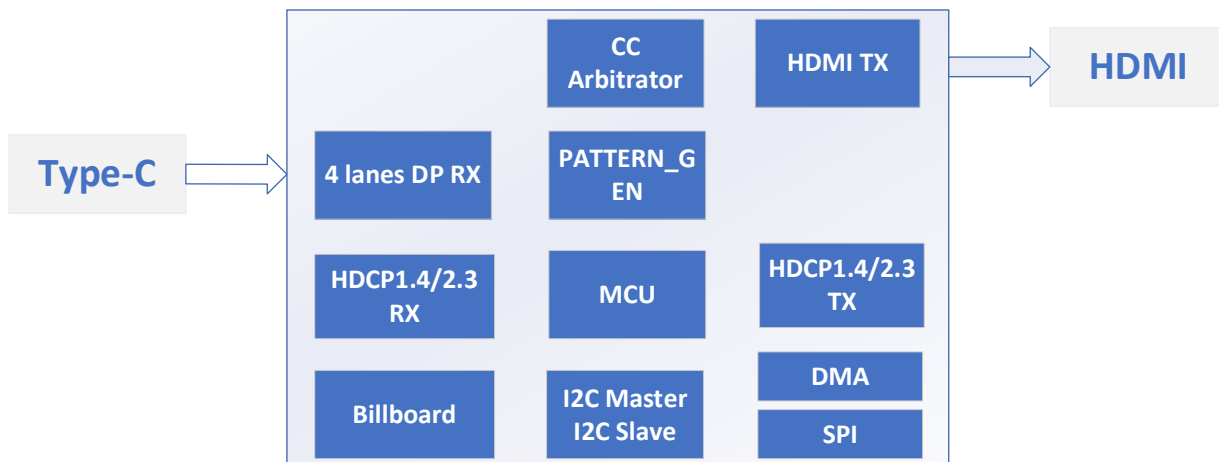 CC
Arbitrator
HDMI TX
HDMI
Type-C
4 lanes DP RX
PATTERN_G
EN
HDCP1.4/2.3
RX
MCU
HDCP1.4/2.3
TX
Billboard
I2C Master
I2C Slave
DMA
SPI